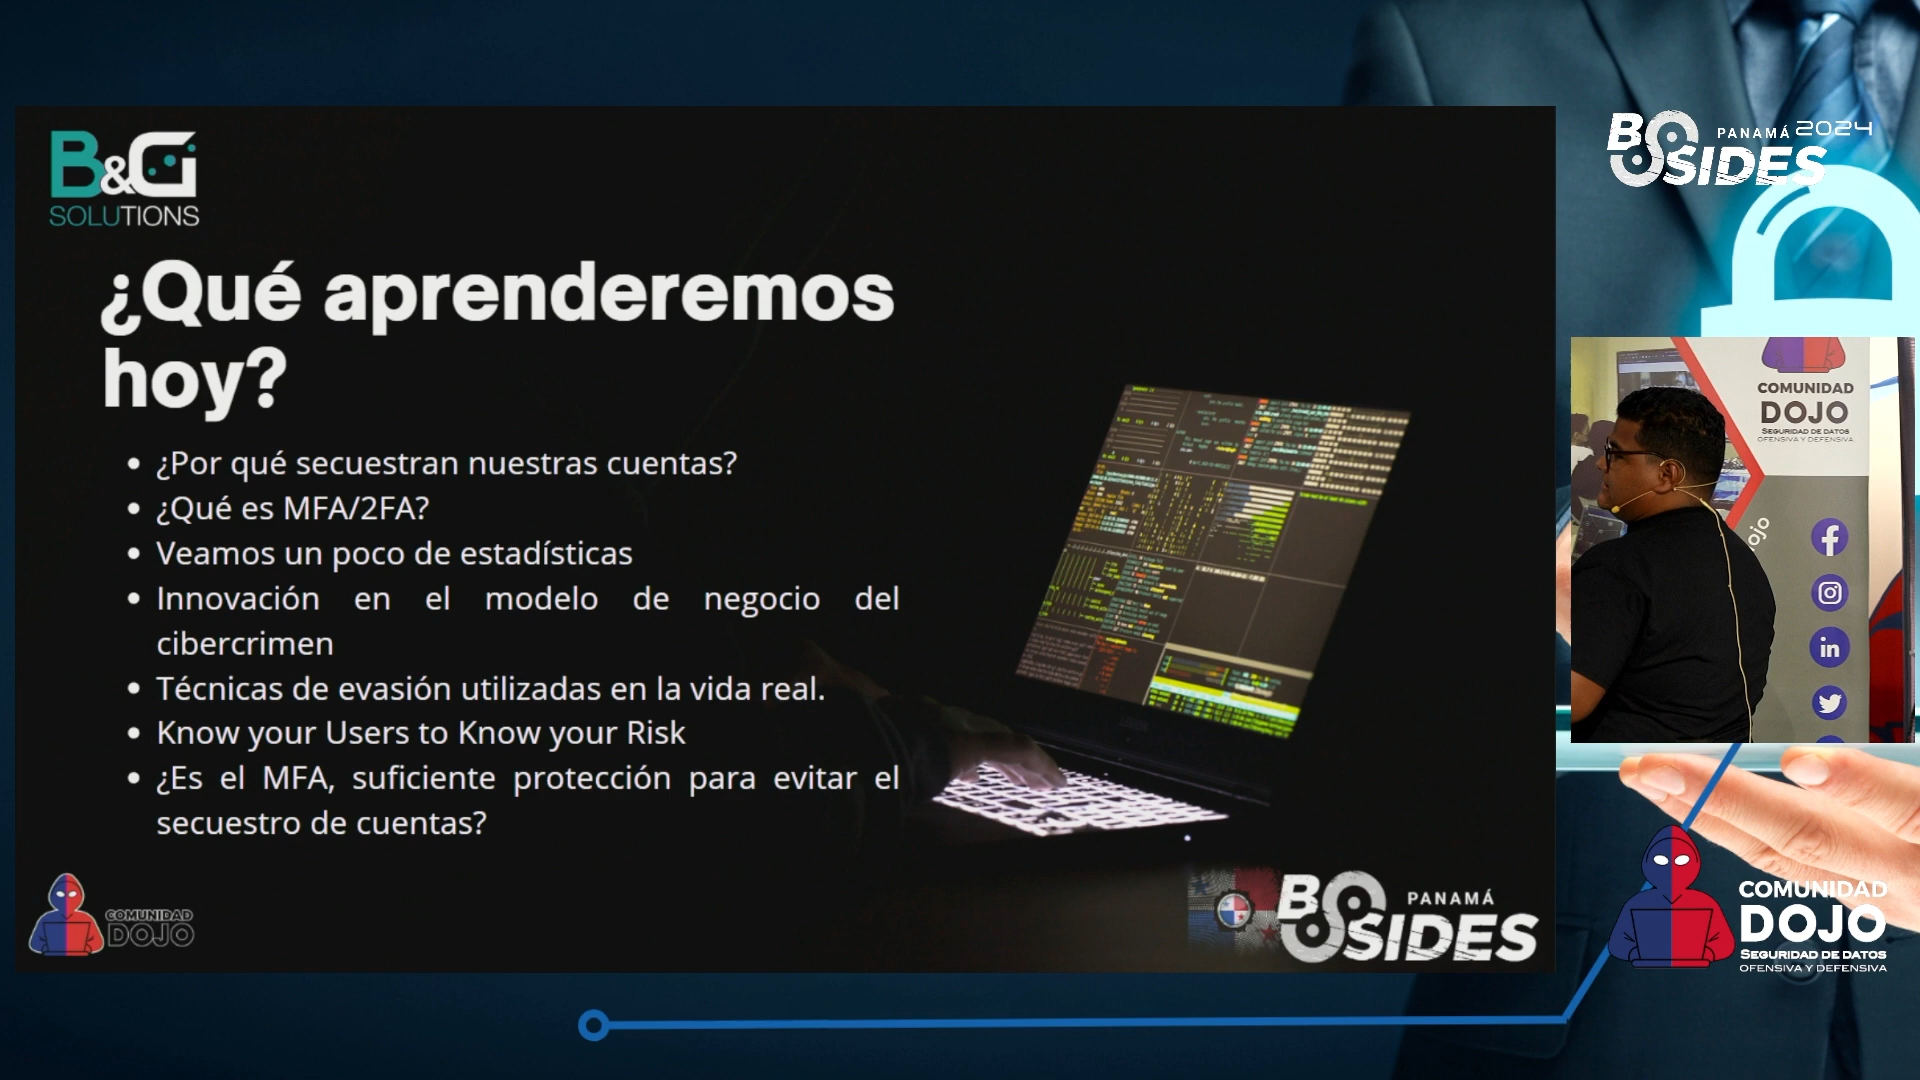 B&G
SOLUTIONS
¿Qué aprenderemos
hoy?
¿Por qué secuestran nuestras cuentas?
¿Qué es MFA/2FA?
Veamos un poco de estadísticas
Innovación en el modelo de negocio del
cibercrimen
Técnicas de evasión utilizadas en la vida real.
Know your Users to Know your Risk
¿Es el MFA, suficiente protección para evitar el
secuestro de cuentas?
COMUNIDAD
DOJO
PANAMÁ
BSIDES
PANAMÁ 2024
BSIDES
COMUNIDAD
DOJO
SEGURIDAD DE DATOS
OFENSIVA Y DEFENSIVA
ojo
in
COMUNIDAD
DOJO
SEGURIDAD DE DATOS
OFENSIVA Y DEFENSIVA